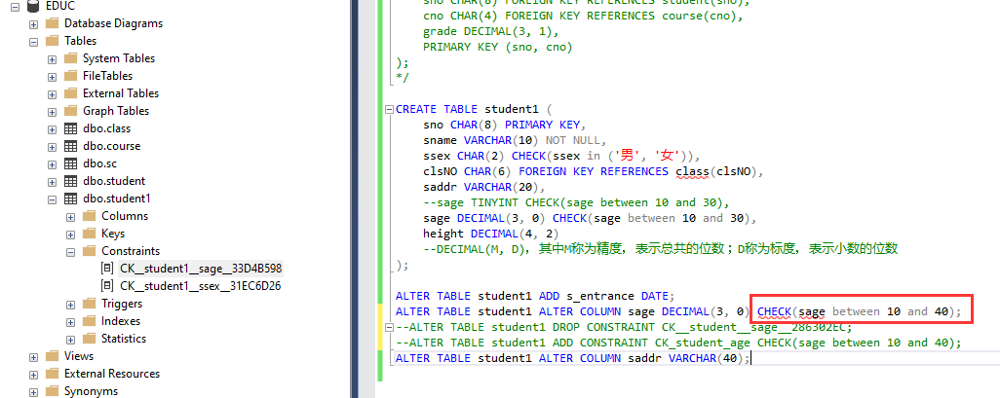 EDUC
Database Diagrams
Tables
System Tables
FileTables
External Tables
Graph Tables
dbo.class
dbo.course
dbo.sc
dbo.student
dbo.student1
Columns
Keys
Constraints
CK__student1__sage__33D4B598
CK__student1__ssex__31EC6D26
Triggers
Indexes
Statistics
Views
External Resources
Synonyms
sno CHAR(8) FOREIGN KEY REFERENCES student(sno),
cno CHAR(4) FOREIGN KEY REFERENCES course(cno),
grade DECIMAL(3, 1),
PRIMARY KEY (sno, cno)
);
*/
CREATE TABLE student1 (
sno CHAR(8) PRIMARY KEY,
sname VARCHAR(10) NOT NULL,
ssex CHAR(2) CHECK(ssex in ('男', '女')),
clsNO CHAR(6) FOREIGN KEY REFERENCES class(clsNO),
saddr VARCHAR(20),
--sage TINYINT CHECK(sage between 10 and 30),
sage DECIMAL(3, 0) CHECK(sage between 10 and 30),
height DECIMAL(4, 2)
--DECIMAL(M, D)，其中M称为精度，表示总共的位数；D称为标度，表示小数的位数
);
ALTER TABLE student1 ADD s_entrance DATE;
ALTER TABLE student1 ALTER COLUMN sage DECIMAL(3, 0) CHECK(sage between 10 and 40);
--ALTER TABLE student1 DROP CONSTRAINT CK__student__sage__286302EC;
--ALTER TABLE student1 ADD CONSTRAINT CK_student_age CHECK(sage between 10 and 40);
ALTER TABLE student1 ALTER COLUMN saddr VARCHAR(40);